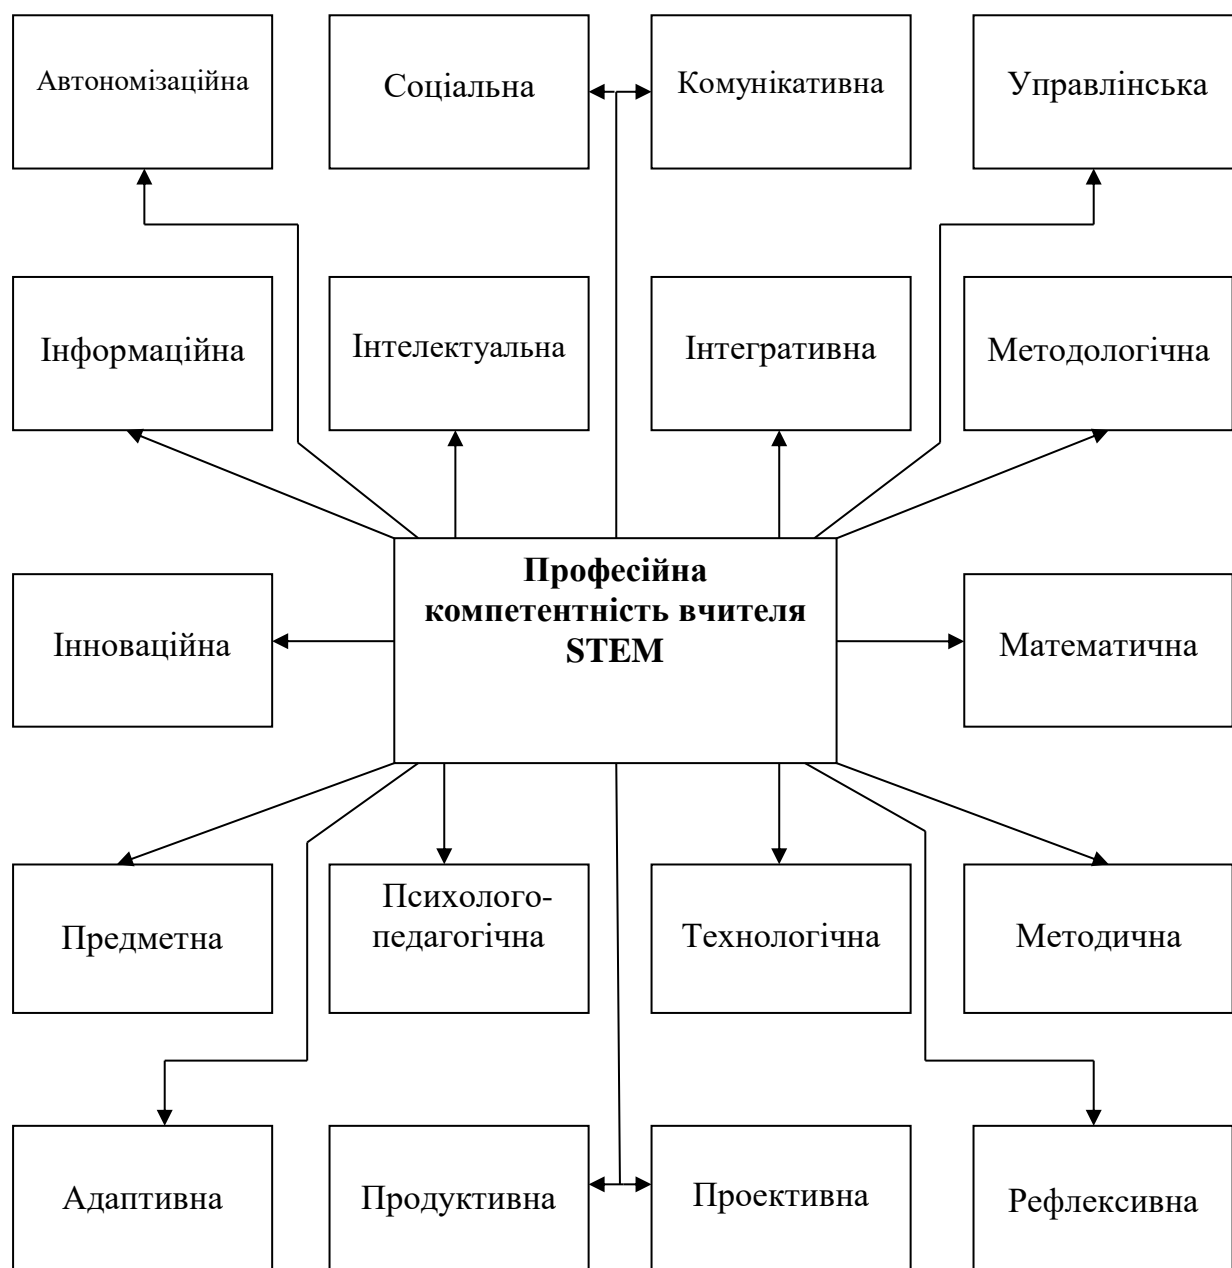 Автономізаційна
Соціальна
Комунікативна
Управлінська
Інформаційна
Інтелектуальна
Інтегративна
Методологічна
Професійна
компетентність вчителя
STEM
Інноваційна
Математична
Предметна
Психолого-
педагогічна
Технологічна
Методична
Адаптивна
Продуктивна
Проективна
Рефлексивна